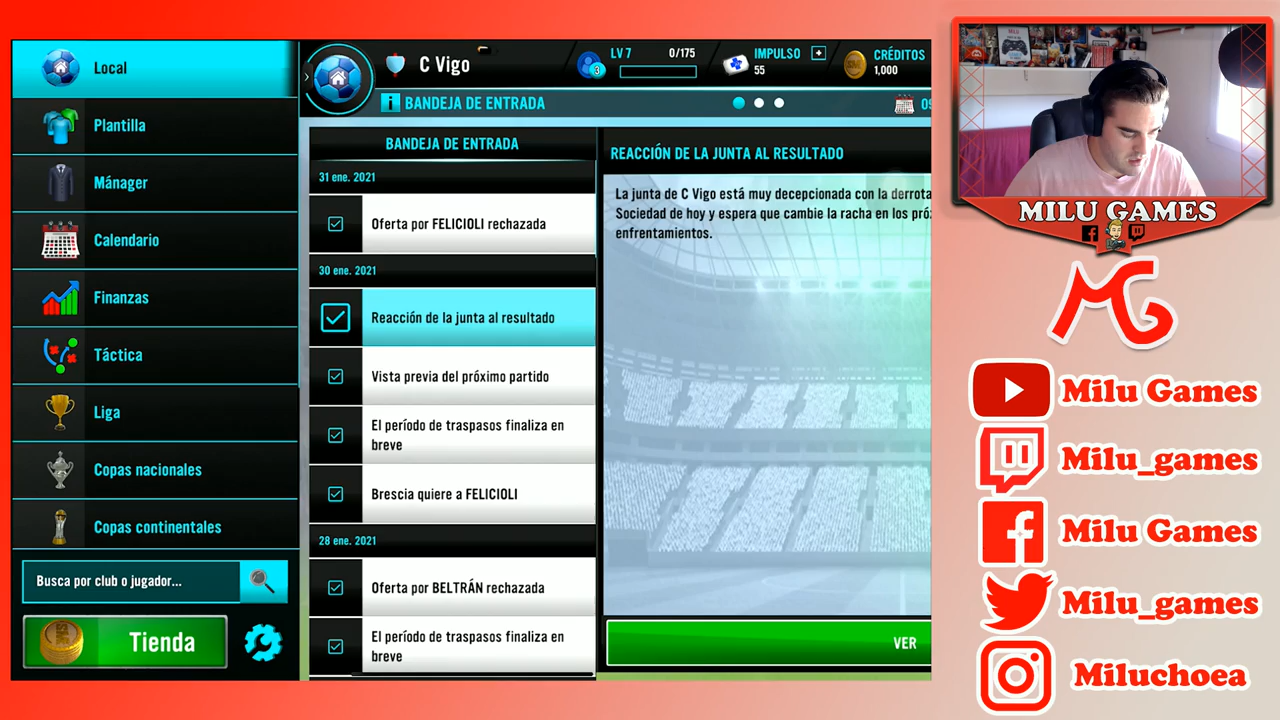 Local
Plantilla
Mánager
Calendario
Finanzas
Táctica
Liga
Copas nacionales
Copas continentales
Busca por club o jugador...
Tienda
C Vigo
3
LV 7
0/175
IMPULSO
55
CRÉDITOS
1,000
BANDEJA DE ENTRADA
BANDEJA DE ENTRADA
31 ene. 2021
Oferta por FELICIOLI rechazada
30 ene. 2021
Reacción de la junta al resultado
Vista previa del próximo partido
El período de traspasos finaliza en
breve
Brescia quiere a FELICIOLI
28 ene. 2021
Oferta por BELTRÁN rechazada
El período de traspasos finaliza en
breve
REACCIÓN DE LA JUNTA AL RESULTADO
La junta de C Vigo está muy decepcionada con la derrota
Sociedad de hoy y espera que cambie la racha en los pró
enfrentamientos.
VER
MILU GAMES
Milu Games
Milu_games
Milu Games
Milu_games
Miluchoea